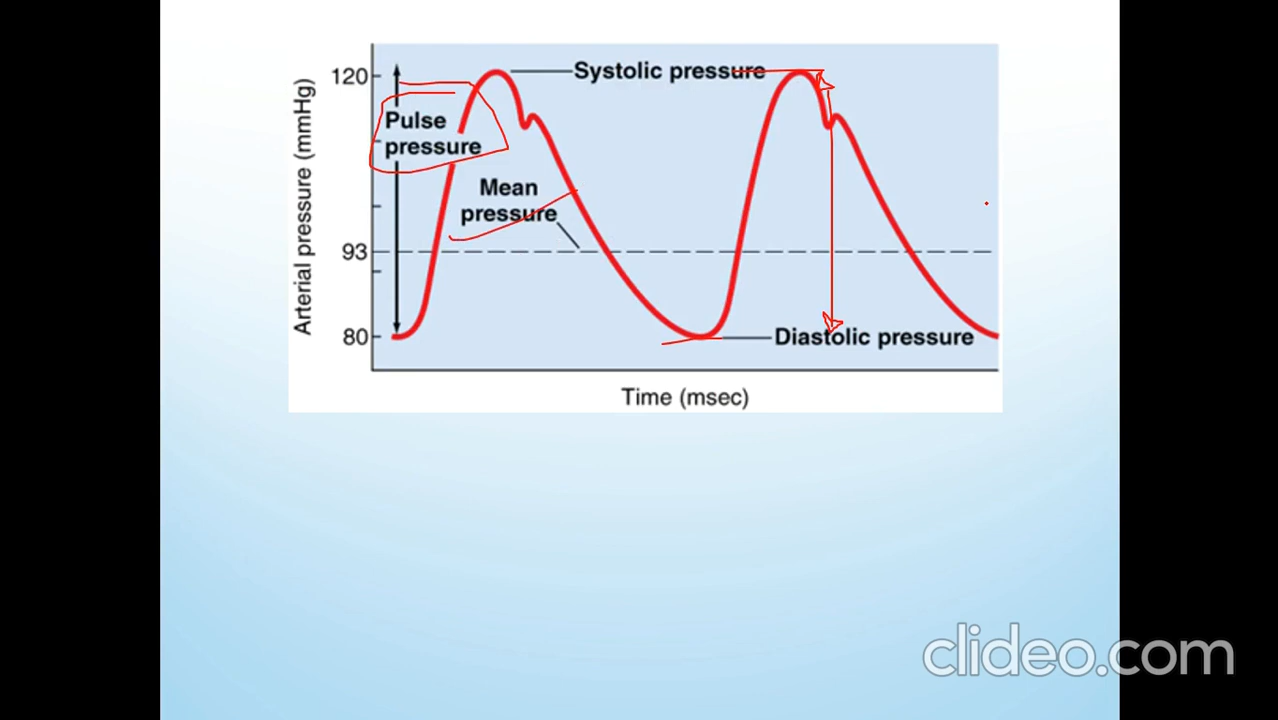 Arterial pressure (mmHg)
120
Systolic pressure
Pulse
pressure
Mean
pressure
93
80
Diastolic pressure
Time (msec)
clideo.com